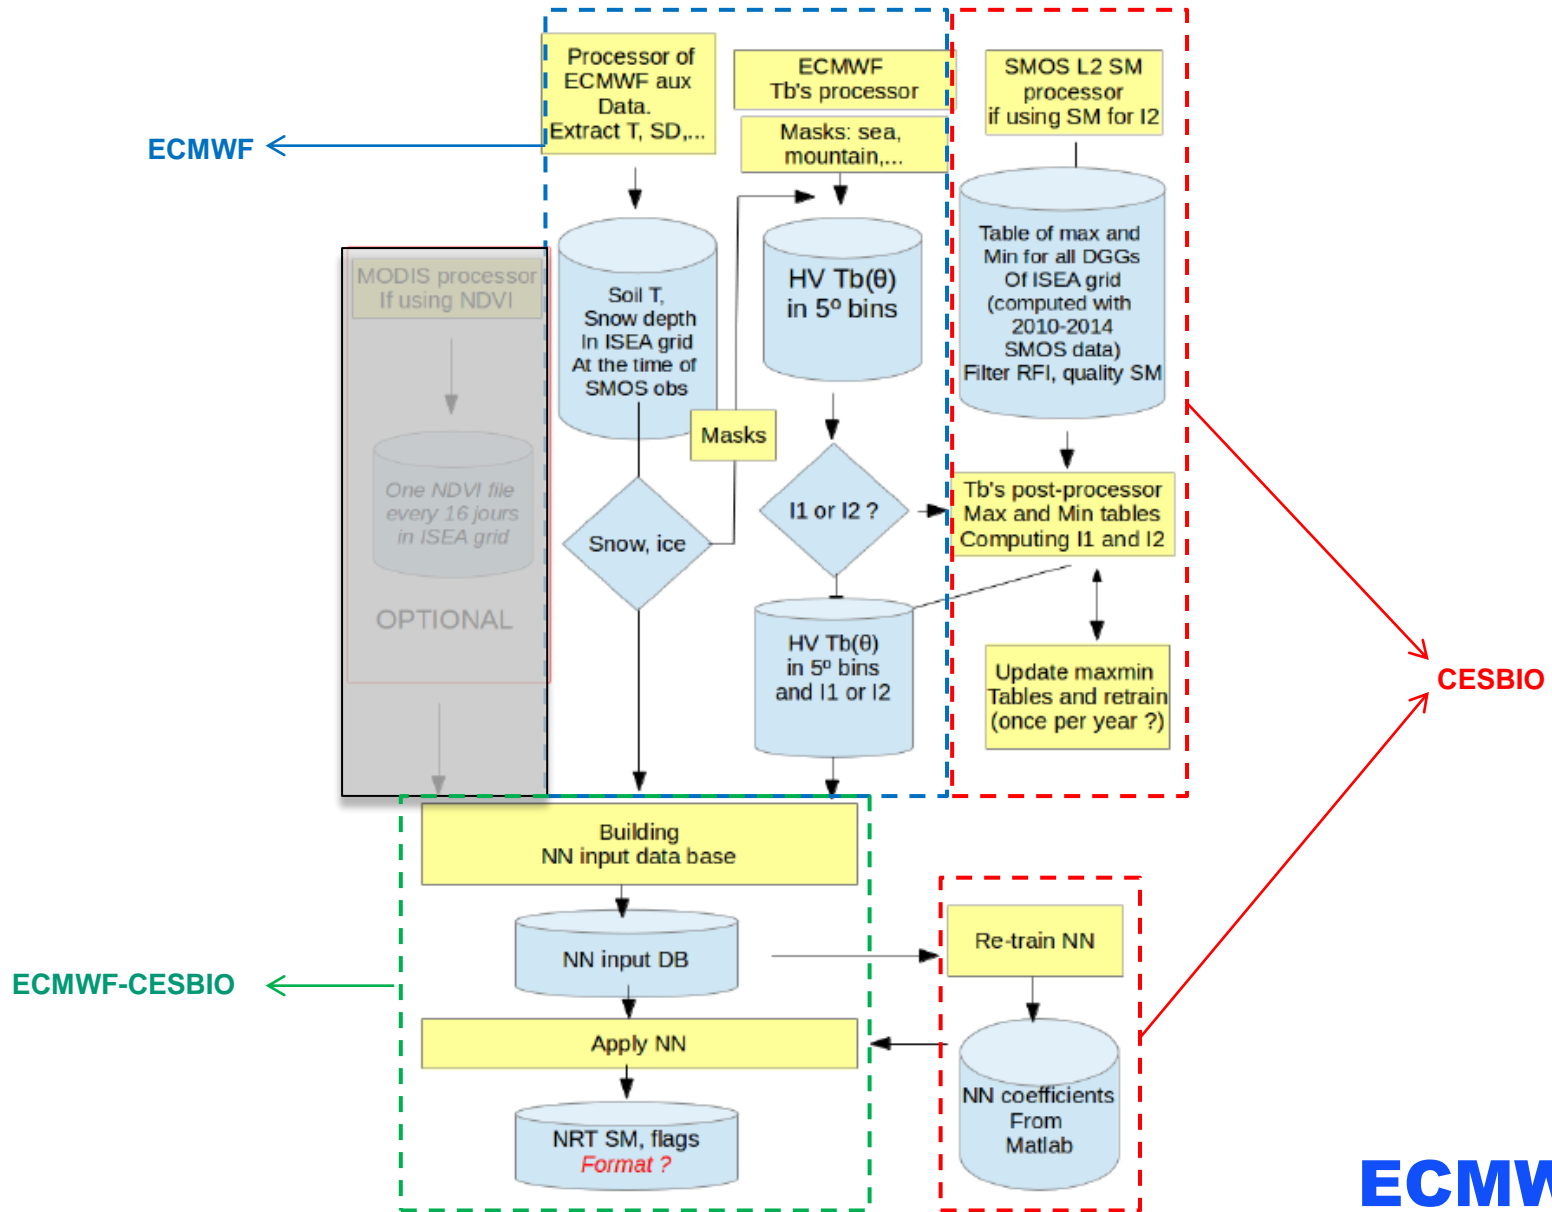 Processor of
ECMWF aux
Data.
Extract T, SD,...
ECMWF
Tb's processor
Masks: sea,
mountain,...
SMOS L2 SM
processor
if using SM for I2
ECMWF
MODIS processor
If using NDVI
Soil T,
Snow depth
In ISEA grid
At the time of
SMOS obs
HV Tb(θ)
in 5º bins
Table of max and
Min for all DGGs
Of ISEA grid
(computed with
2010-2014
SMOS data)
Filter RFI, quality SM
Masks
One NDVI file
every 16 jours
in ISEA grid
OPTIONAL
Snow, ice
I1 or I2 ?
Tb's post-processor
Max and Min tables
Computing I1 and I2
HV Tb(θ)
in 5º bins
and I1 or I2
Update maxmin
Tables and retrain
(once per year ?)
CESBIO
Building
NN input data base
NN input DB
Re-train NN
ECMWF-CESBIO
Apply NN
NN coefficients
From
Matlab
NRT SM, flags
Format ?
ECMW